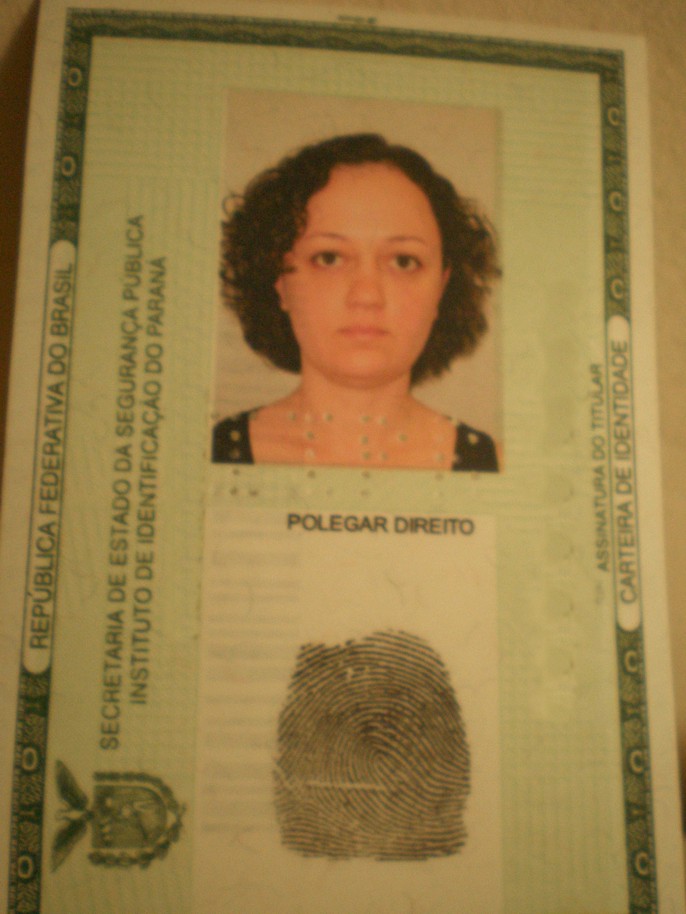 REPÚBLICA FEDERATIVA DO BRASIL
SECRETARIA DE ESTADO DA SEGURANÇA PÚBLICA
INSTITUTO DE IDENTIFICAÇÃO DO PARANÁ
POLEGAR DIREITO
ASSINATURA DO TITULAR
CARTEIRA DE IDENTIDADE